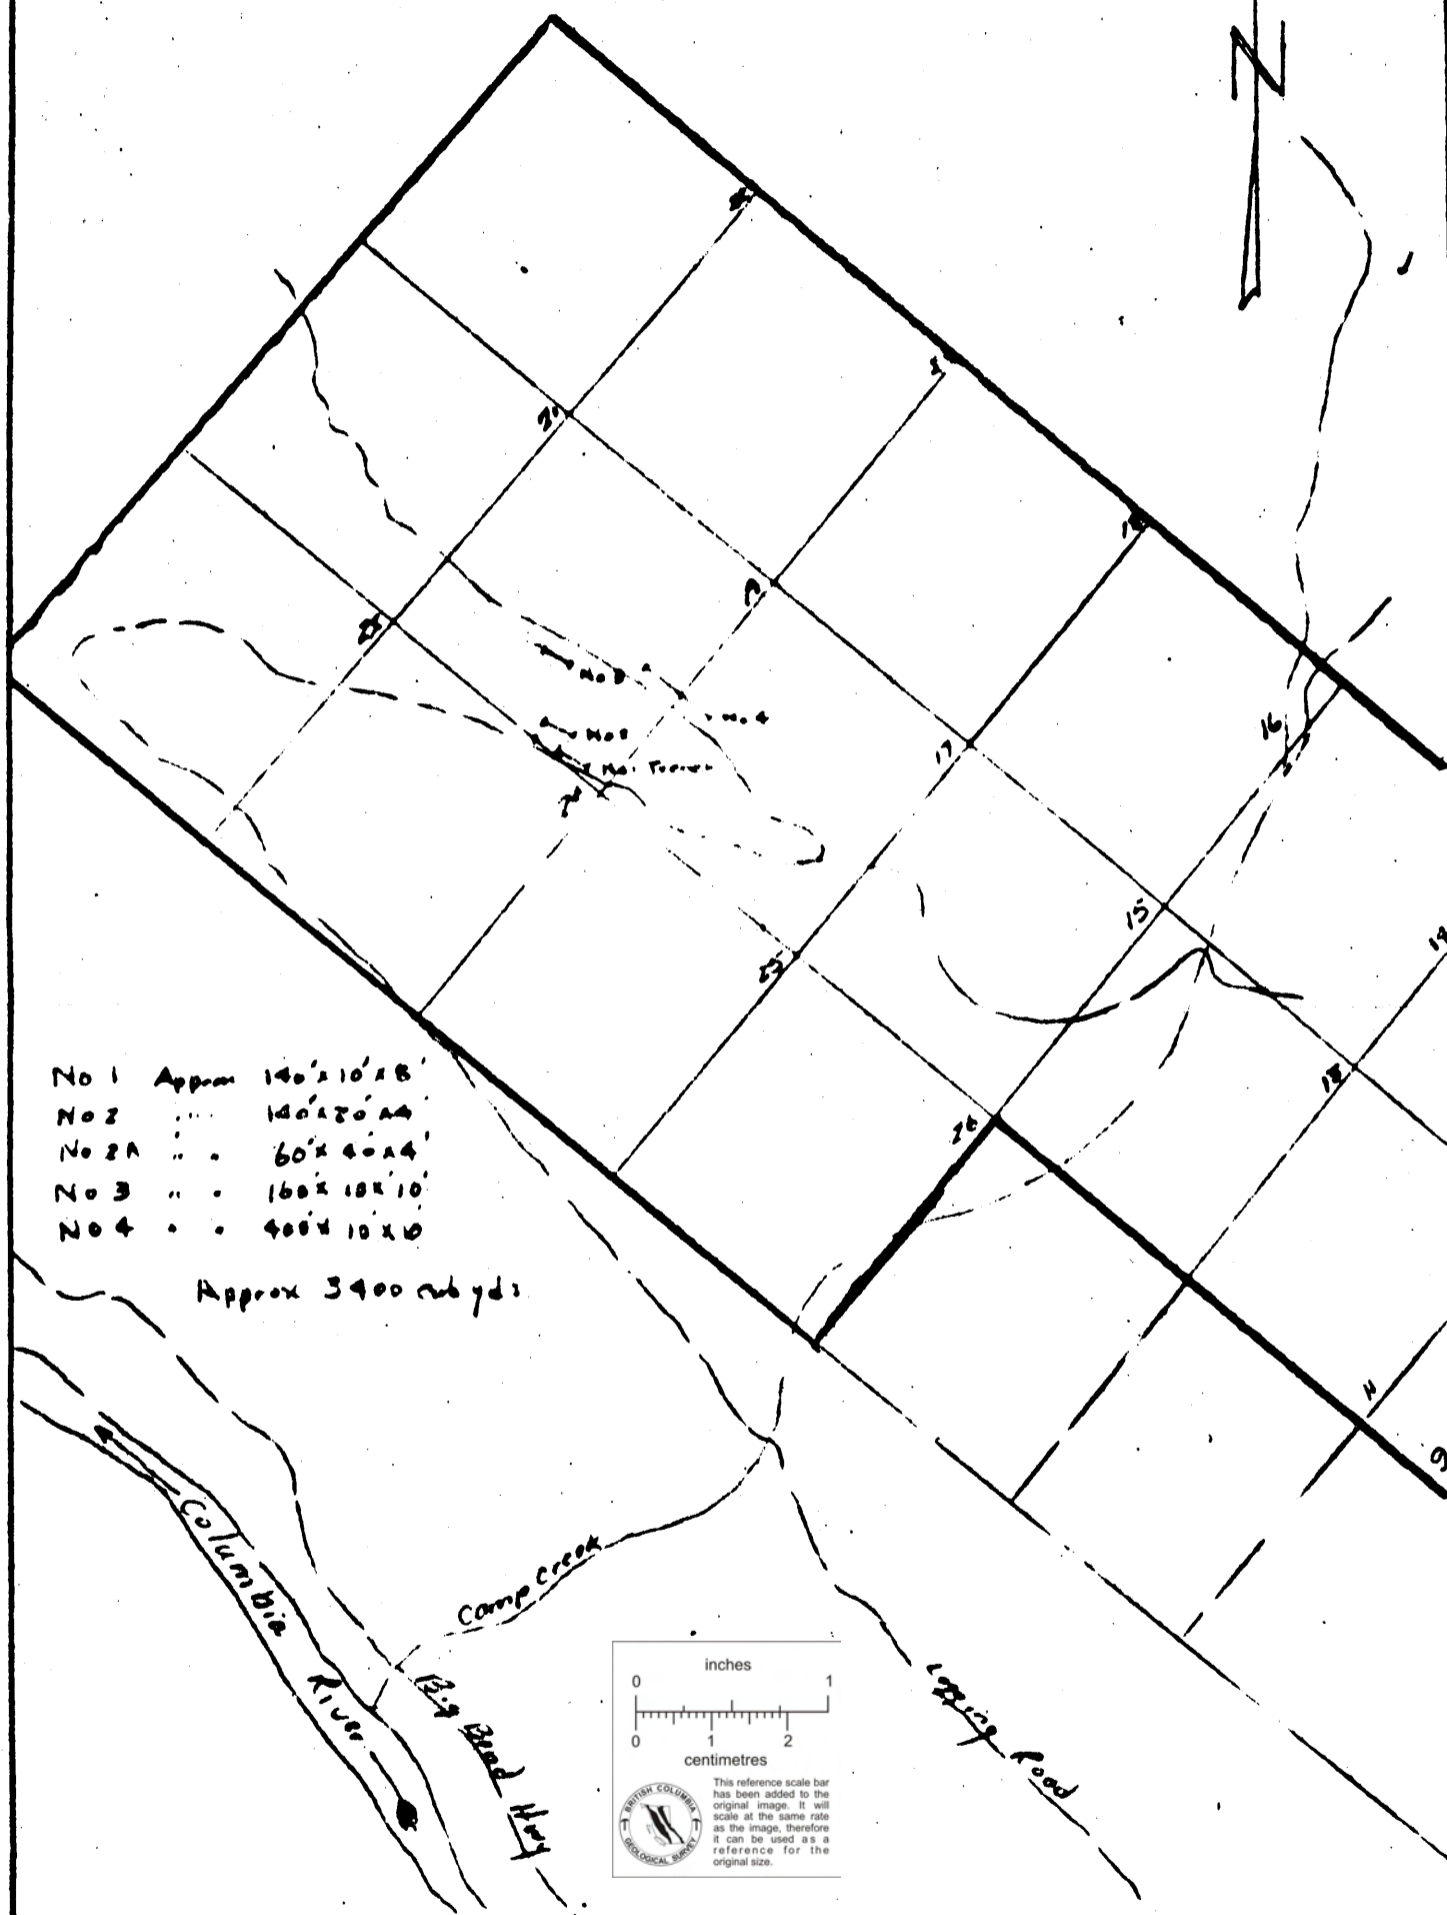 N
No 3
No 4
No 2
16
17
15
No 1 Approx 140' x 10' x 8'
No 2 " " 140' x 20' x 4'
No 2A " " 60' x 40' x 4'
No 3 " " 160' x 10' x 10'
No 4 " " 400' x 10' x 10'
Approx 3400 cub yds
Columbia River
Camp Creek
Big Bend Hwy
Logging Road
inches
0 1
0 1 2
centimetres
BRITISH COLUMBIA
GEOLOGICAL SURVEY
This reference scale bar
has been added to the
original image. It will
scale at the same rate
as the image, therefore
it can be used as a
reference for the
original size.